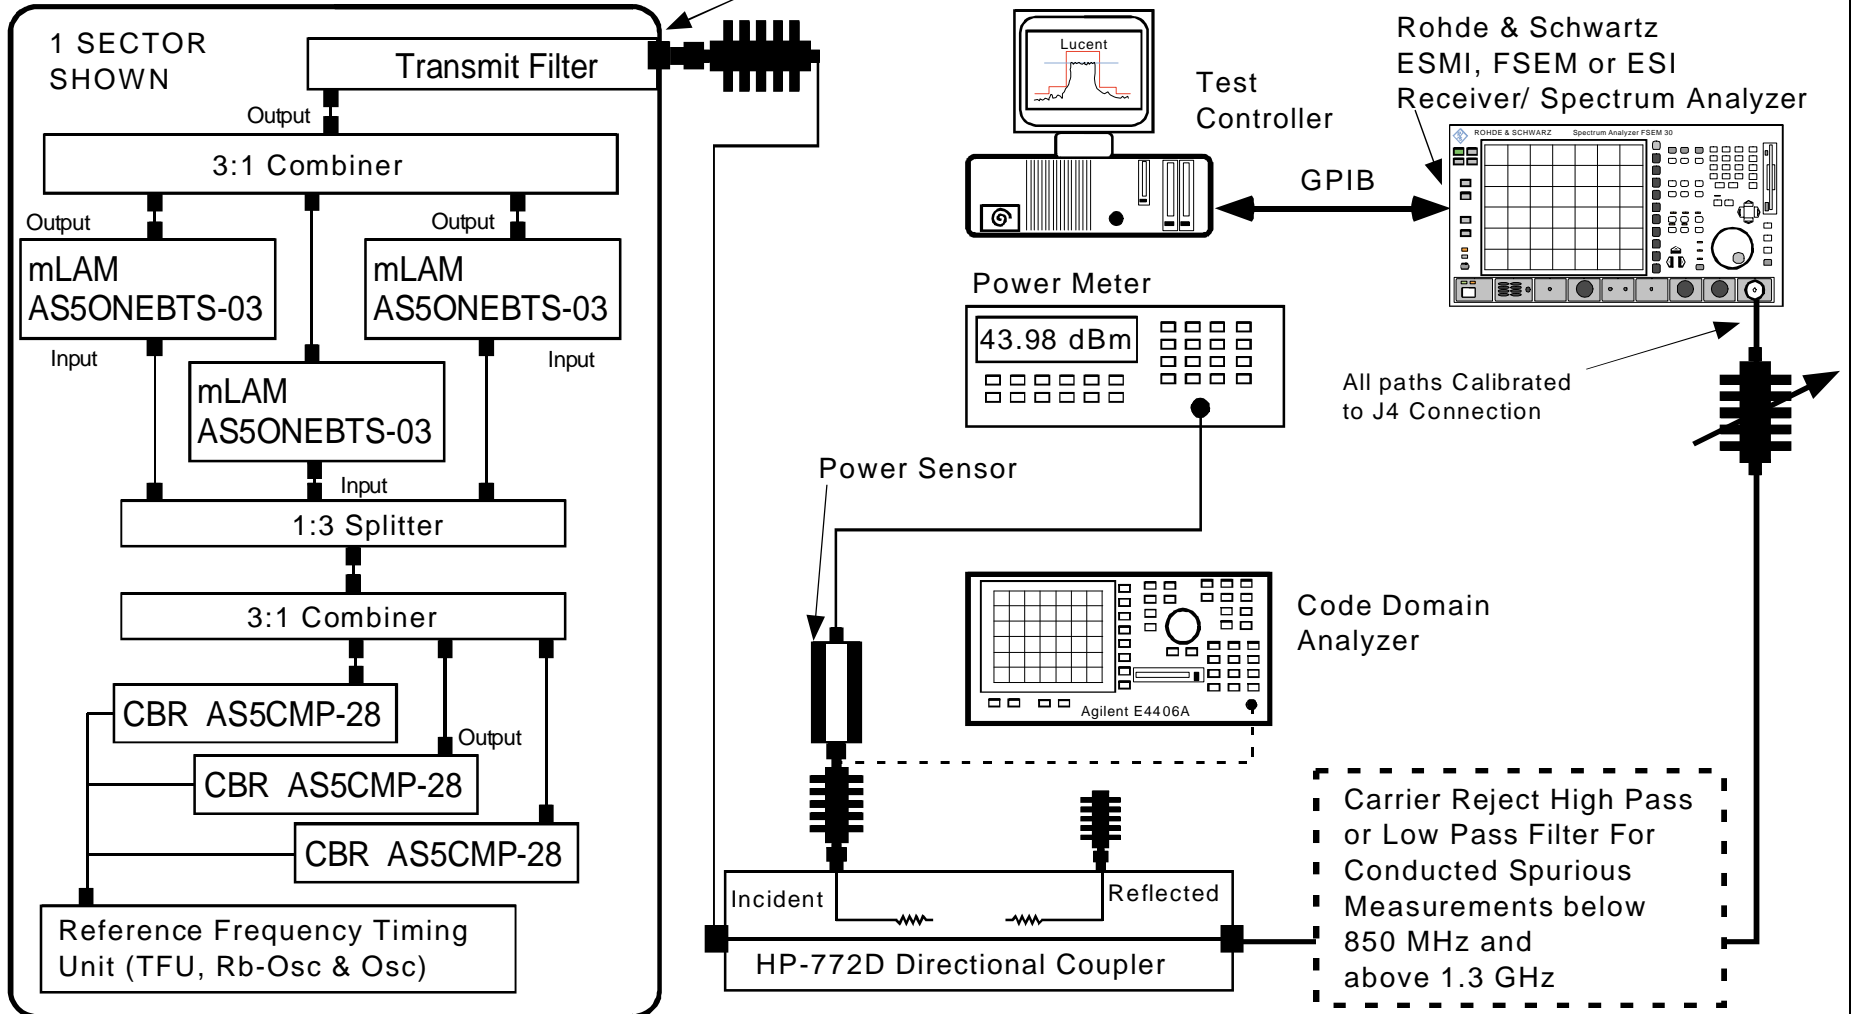 1 SECTOR
SHOWN
Transmit Filter
Output
3:1 Combiner
Output
Output
mLAM
AS5ONEBTS-03
mLAM
AS5ONEBTS-03
Input
Input
mLAM
AS5ONEBTS-03
Input
1:3 Splitter
3:1 Combiner
CBR AS5CMP-28
Output
CBR AS5CMP-28
CBR AS5CMP-28
Reference Frequency Timing
Unit (TFU, Rb-Osc & Osc)
Lucent
Test
Controller
GPIB
Rohde & Schwartz
ESMI, FSEM or ESI
Receiver/ Spectrum Analyzer
ROHDE & SCHWARZ Spectrum Analyzer FSEM 30
Power Meter
43.98 dBm
All paths Calibrated
to J4 Connection
Power Sensor
Code Domain
Analyzer
Agilent E4406A
Incident
Reflected
HP-772D Directional Coupler
Carrier Reject High Pass
or Low Pass Filter For
Conducted Spurious
Measurements below
850 MHz and
above 1.3 GHz